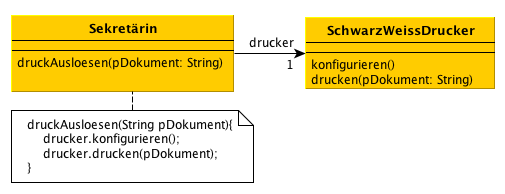 Sekretärin
druckAusloesen(pDokument: String)
drucker
1
SchwarzWeissDrucker
konfigurieren()
drucken(pDokument: String)
druckAusloesen(String pDokument){
drucker.konfigurieren();
drucker.drucken(pDokument);
}